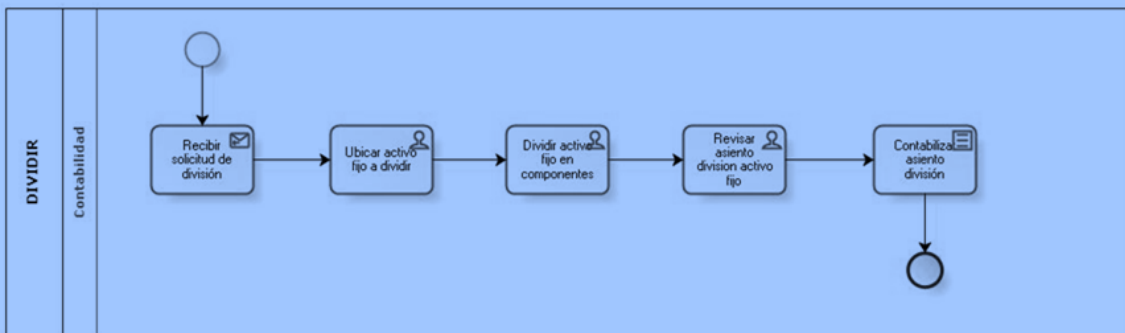 DIVIDIR
Contabilidad
Recibir
solicitud de
división
Ubicar activo
fijo a dividir
Dividir activo
fijo en
componentes
Revisar
asiento
division activo
fijo
Contabiliza
asiento
división